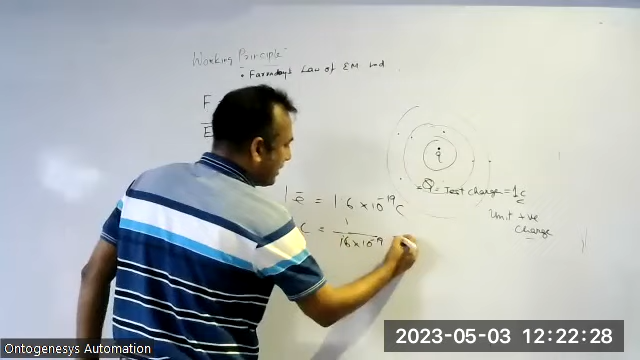 Working Principle
• Faraday's Law of EM Ind
F
E
q
= Q = Test charge = 1c
Unit +ve
charge
1 e = 1.6 × 10⁻¹⁹ c
c = 1
1.6 × 10⁻¹⁹
Ontogenesys Automation
2023-05-03 12:22:28